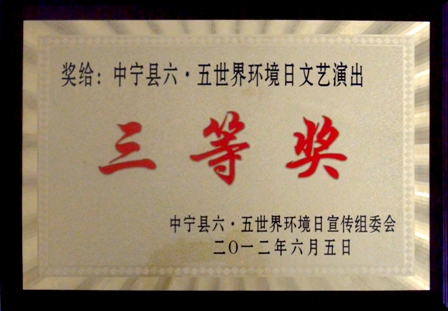 奖给：中宁县六·五世界环境日文艺演出
三等奖
中宁县六·五世界环境日宣传组委会
二〇一二年六月五日